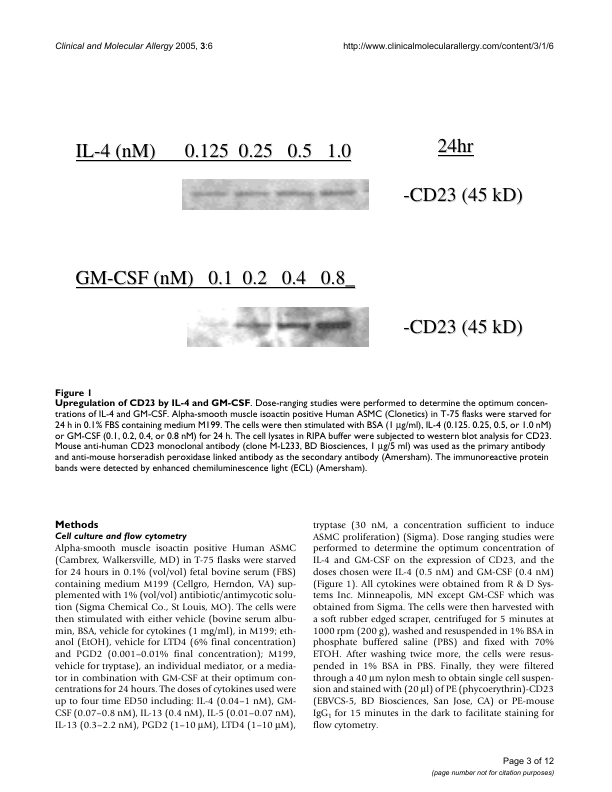 Clinical and Molecular Allergy 2005, 3:6
http://www.clinicalmolecularallergy.com/content/3/1/6
IL-4 (nM) 0.125 0.25 0.5 1.0
24hr
-CD23 (45 kD)
GM-CSF (nM) 0.1 0.2 0.4 0.8_
-CD23 (45 kD)
Figure 1
Upregulation of CD23 by IL-4 and GM-CSF. Dose-ranging studies were performed to determine the optimum concen-
trations of IL-4 and GM-CSF. Alpha-smooth muscle isoactin positive Human ASMC (Clonetics) in T-75 flasks were starved for
24 h in 0.1% FBS containing medium M199. The cells were then stimulated with BSA (1 μg/ml), IL-4 (0.125. 0.25, 0.5, or 1.0 nM)
or GM-CSF (0.1, 0.2, 0.4, or 0.8 nM) for 24 h. The cell lysates in RIPA buffer were subjected to western blot analysis for CD23.
Mouse anti-human CD23 monoclonal antibody (clone M-L233, BD Biosciences, 1 μg/5 ml) was used as the primary antibody
and anti-mouse horseradish peroxidase linked antibody as the secondary antibody (Amersham). The immunoreactive protein
bands were detected by enhanced chemiluminescence light (ECL) (Amersham).
Methods
Cell culture and flow cytometry
Alpha-smooth muscle isoactin positive Human ASMC
(Cambrex, Walkersville, MD) in T-75 flasks were starved
for 24 hours in 0.1% (vol/vol) fetal bovine serum (FBS)
containing medium M199 (Cellgro, Herndon, VA) sup-
plemented with 1% (vol/vol) antibiotic/antimycotic solu-
tion (Sigma Chemical Co., St Louis, MO). The cells were
then stimulated with either vehicle (bovine serum albu-
min, BSA, vehicle for cytokines (1 mg/ml), in M199; eth-
anol (EtOH), vehicle for LTD4 (6% final concentration)
and PGD2 (0.001–0.01% final concentration); M199,
vehicle for tryptase), an individual mediator, or a media-
tor in combination with GM-CSF at their optimum con-
centrations for 24 hours. The doses of cytokines used were
up to four time ED50 including: IL-4 (0.04–1 nM), GM-
CSF (0.07–0.8 nM), IL-13 (0.4 nM), IL-5 (0.01–0.07 nM),
IL-13 (0.3–2.2 nM), PGD2 (1–10 μM), LTD4 (1–10 μM),
tryptase (30 nM, a concentration sufficient to induce
ASMC proliferation) (Sigma). Dose ranging studies were
performed to determine the optimum concentration of
IL-4 and GM-CSF on the expression of CD23, and the
doses chosen were IL-4 (0.5 nM) and GM-CSF (0.4 nM)
(Figure 1). All cytokines were obtained from R & D Sys-
tems Inc. Minneapolis, MN except GM-CSF which was
obtained from Sigma. The cells were then harvested with
a soft rubber edged scraper, centrifuged for 5 minutes at
1000 rpm (200 g), washed and resuspended in 1% BSA in
phosphate buffered saline (PBS) and fixed with 70%
ETOH. After washing twice more, the cells were resus-
pended in 1% BSA in PBS. Finally, they were filtered
through a 40 μm nylon mesh to obtain single cell suspen-
sion and stained with (20 μl) of PE (phycoerythrin)-CD23
(EBVCS-5, BD Biosciences, San Jose, CA) or PE-mouse
IgG1 for 15 minutes in the dark to facilitate staining for
flow cytometry.
Page 3 of 12
(page number not for citation purposes)